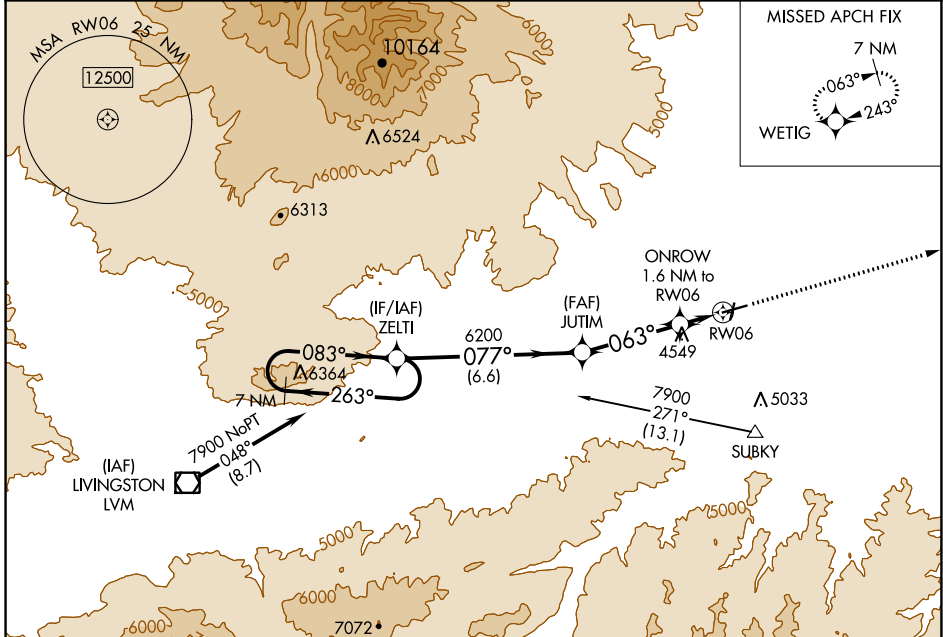 MSA RW06 25 NM
12500
MISSED APCH FIX
7 NM
063°
243°
WETIG
10164
8000
7000
6000
5000
6524
6000
6313
5000
ONROW
1.6 NM to
RW06
(IF/IAF)
ZELTI
(FAF)
JUTIM
6200
077°
(6.6)
063°
RW06
4549
083°
6364
263°
7 NM
7900 NoPT
048°
(8.7)
(IAF)
LIVINGSTON
LVM
7900
271°
(13.1)
5033
SUBKY
5000
5000
5000
6000
6000
7072